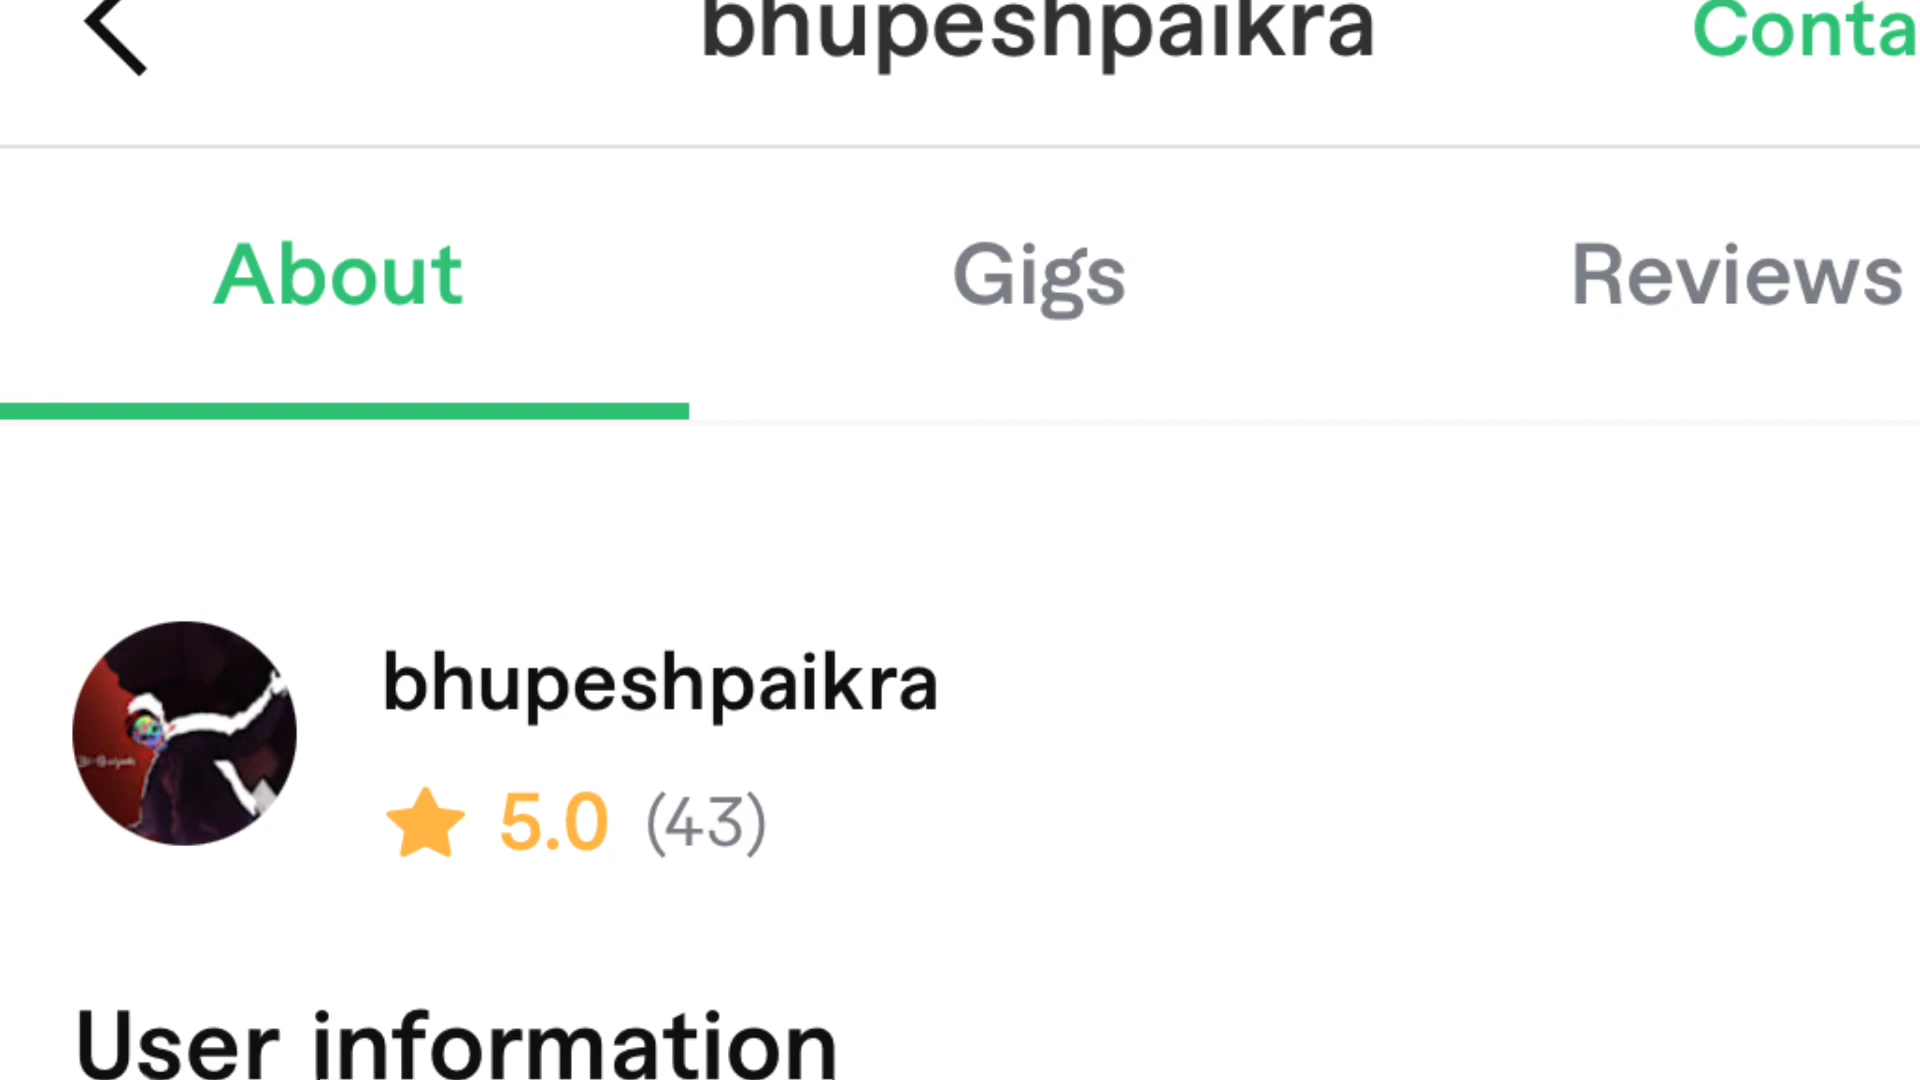 bhupeshpaikra Conta
About Gigs Reviews
bhupeshpaikra
5.0 (43)
User information